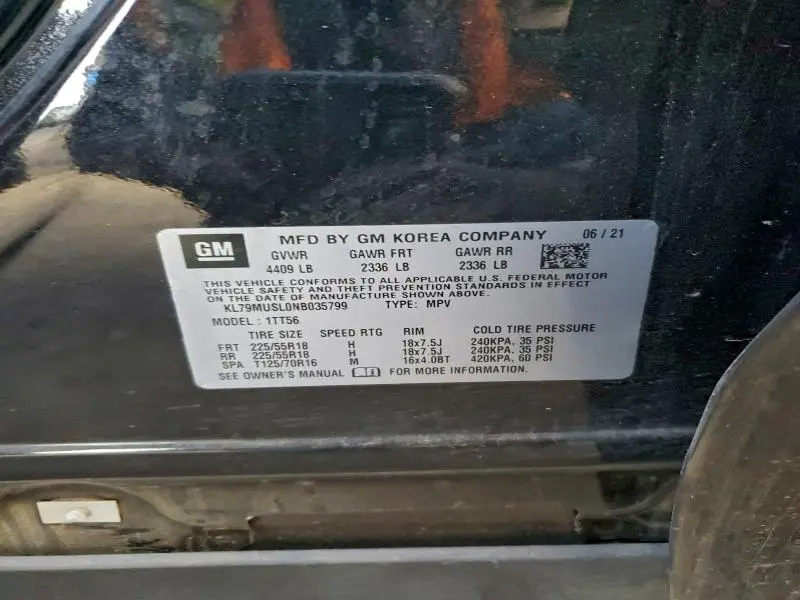 GM MFD BY GM KOREA COMPANY 06 / 21
GVWR GAWR FRT GAWR RR
4409 LB 2336 LB 2336 LB
THIS VEHICLE CONFORMS TO ALL APPLICABLE U.S. FEDERAL MOTOR
VEHICLE SAFETY AND THEFT PREVENTION STANDARDS IN EFFECT
ON THE DATE OF MANUFACTURE SHOWN ABOVE.
KL79MUSL0NB035799 TYPE: MPV
MODEL : 1TT56
TIRE SIZE SPEED RTG RIM COLD TIRE PRESSURE
FRT 225/55R18 H 18x7.5J 240KPA, 35 PSI
RR 225/55R18 H 18x7.5J 240KPA, 35 PSI
SPA T125/70R16 M 16x4.0BT 420KPA, 60 PSI
SEE OWNER'S MANUAL FOR MORE INFORMATION.